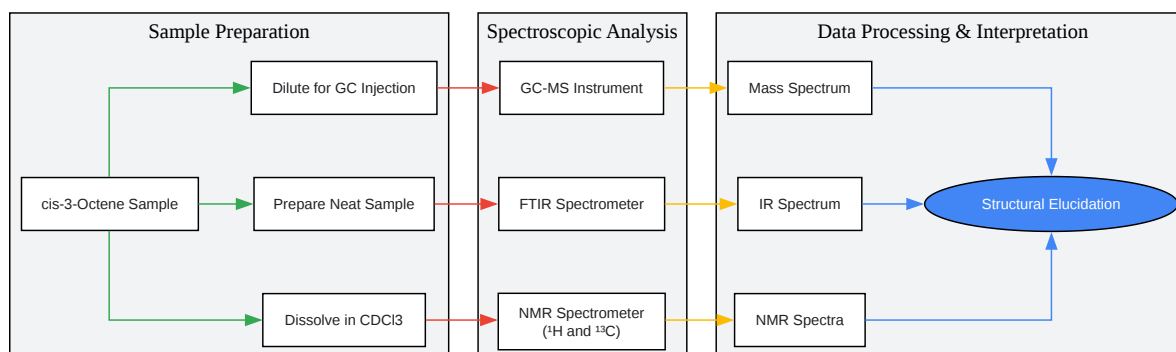 Sample Preparation
Spectroscopic Analysis
Data Processing & Interpretation
Dilute for GC Injection
GC-MS Instrument
Mass Spectrum
cis-3-Octene Sample
Prepare Neat Sample
FTIR Spectrometer
IR Spectrum
Structural Elucidation
Dissolve in CDCl3
NMR Spectrometer
(¹H and ¹³C)
NMR Spectra